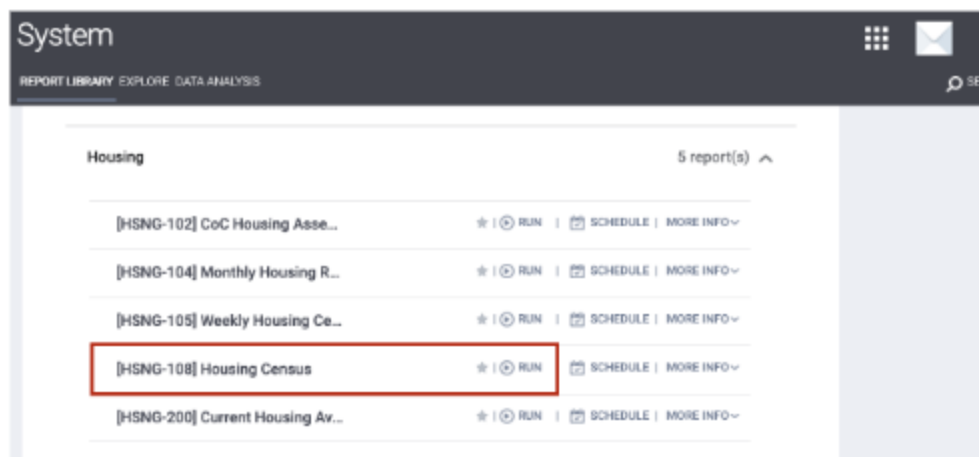 System
REPORT LIBRARY EXPLORE DATA ANALYSIS
Housing 5 report(s)
[HSNG-102] CoC Housing Asse... RUN | SCHEDULE | MORE INFO
[HSNG-104] Monthly Housing R... RUN | SCHEDULE | MORE INFO
[HSNG-105] Weekly Housing Ce... RUN | SCHEDULE | MORE INFO
[HSNG-108] Housing Census RUN SCHEDULE | MORE INFO
[HSNG-200] Current Housing Av... RUN | SCHEDULE | MORE INFO